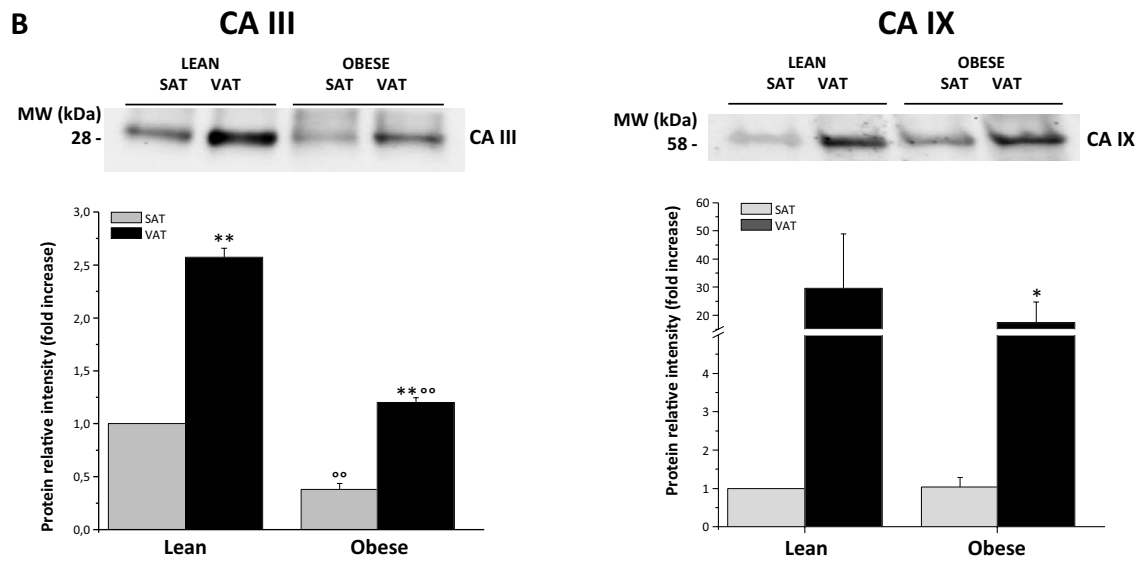 B
CA III
LEAN OBESE
SAT VAT SAT VAT
MW (kDa)
28 -
CA III
3,0
2,5
2,0
1,5
1,0
0,5
0,0
Protein relative intensity (fold increase)
SAT
VAT
**
**°°
°°
Lean Obese
CA IX
LEAN OBESE
SAT VAT SAT VAT
MW (kDa)
58 -
CA IX
60
50
40
30
20
10
4
3
2
1
0
Protein relative intensity (fold increase)
SAT
VAT
*
Lean Obese